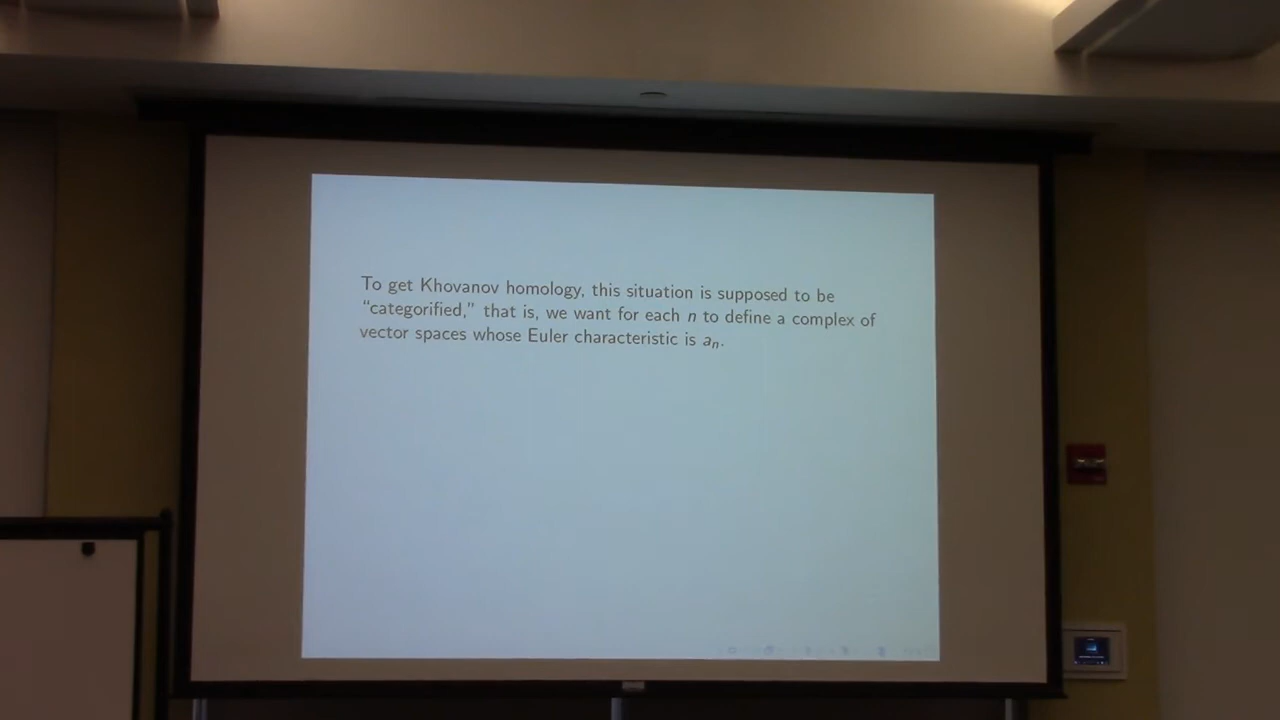 To get Khovanov homology, this situation is supposed to be
“categorified,” that is, we want for each n to define a complex of
vector spaces whose Euler characteristic is aₙ.